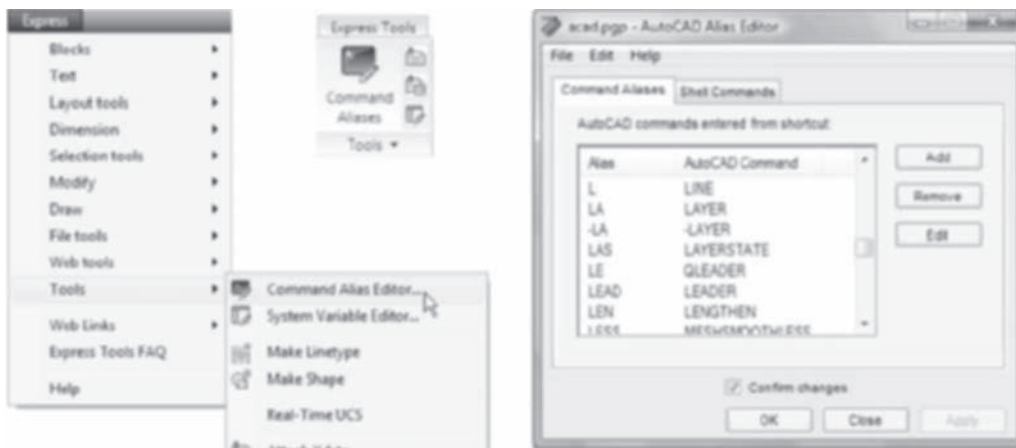 Express
Blocks
Text
Layout tools
Dimension
Selection tools
Modify
Draw
File tools
Web tools
Tools
Web Links
Express Tools FAQ
Help
Command Alias Editor...
System Variable Editor...
Make Linetype
Make Shape
Real-Time UCS
Express Tools
Command
Aliases
Tools
acad.pgp - AutoCAD Alias Editor
File Edit Help
Command Aliases Shell Commands
AutoCAD commands entered from shortcut:
Alias AutoCAD Command
L LINE
LA LAYER
-LA -LAYER
LAS LAYERSTATE
LE QLEADER
LEAD LEADER
LEN LENGTHEN
LESS MESHSMOOTHLESS
Add
Remove
Edit
Confirm changes
OK Close Apply